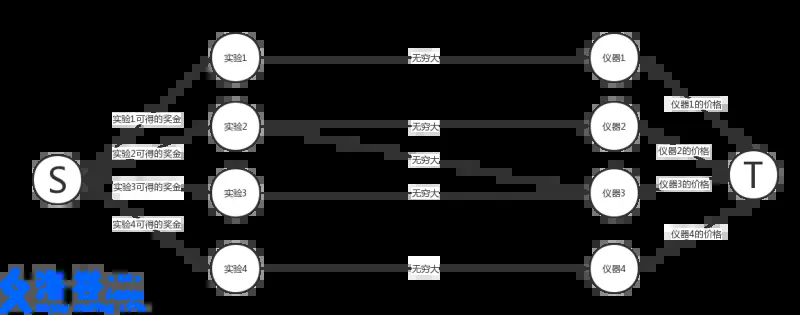 实验1
无穷大
仪器1
实验1可得的奖金
仪器1的价格
实验2
无穷大
仪器2
实验2可得的奖金
无穷大
仪器2的价格
S
T
实验3可得的奖金
实验3
无穷大
仪器3
仪器3的价格
实验4可得的奖金
仪器4的价格
实验4
无穷大
仪器4
洛谷